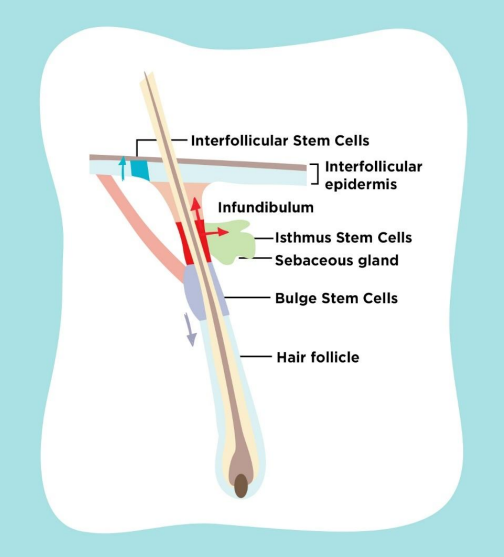 Interfollicular Stem Cells
Interfollicular
epidermis
Infundibulum
Isthmus Stem Cells
Sebaceous gland
Bulge Stem Cells
Hair follicle